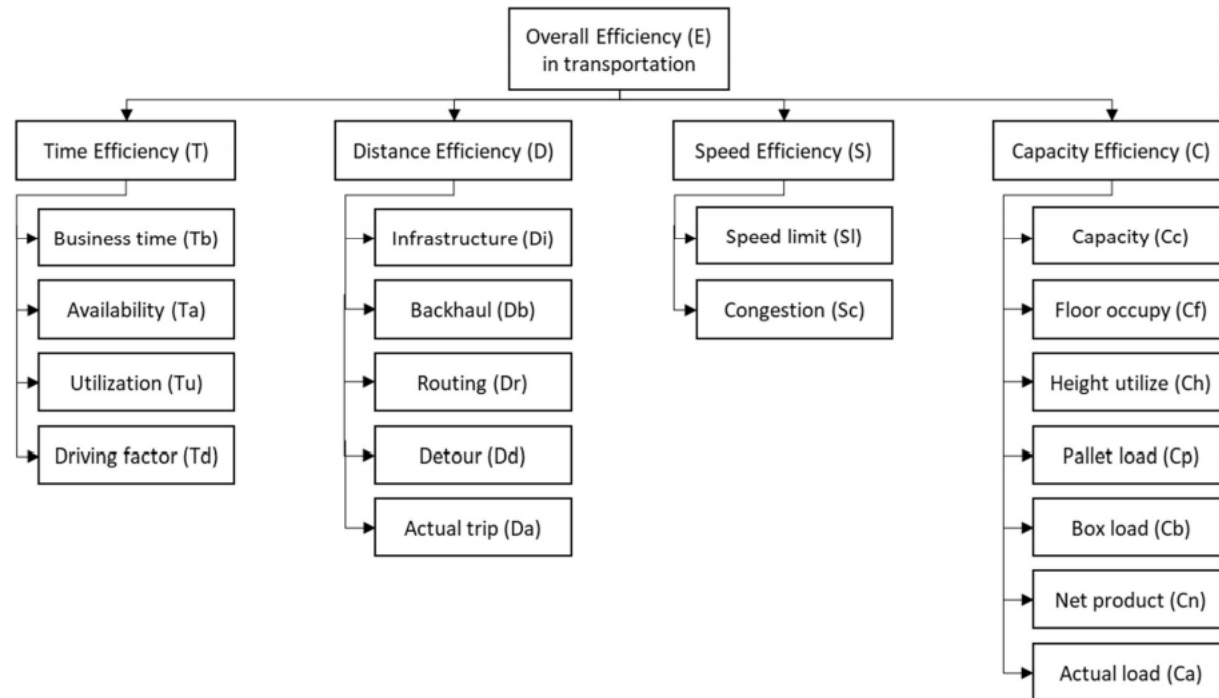 Overall Efficiency (E)
in transportation
Time Efficiency (T)
Business time (Tb)
Availability (Ta)
Utilization (Tu)
Driving factor (Td)
Distance Efficiency (D)
Infrastructure (Di)
Backhaul (Db)
Routing (Dr)
Detour (Dd)
Actual trip (Da)
Speed Efficiency (S)
Speed limit (Sl)
Congestion (Sc)
Capacity Efficiency (C)
Capacity (Cc)
Floor occupy (Cf)
Height utilize (Ch)
Pallet load (Cp)
Box load (Cb)
Net product (Cn)
Actual load (Ca)